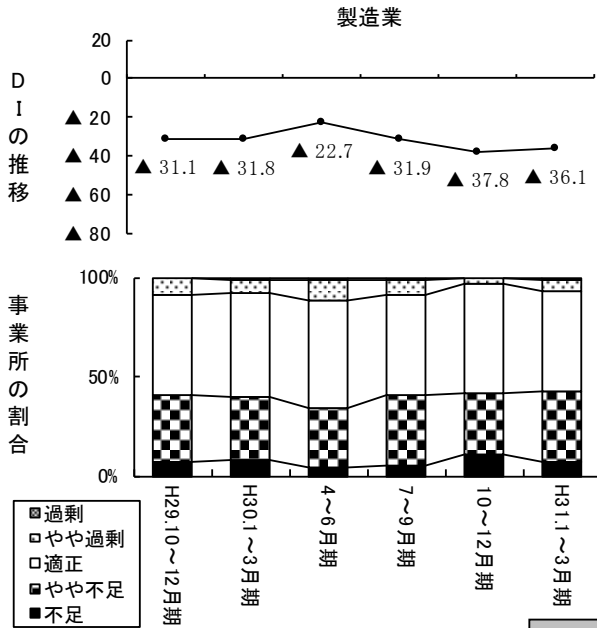 製造業
DIの推移
20
0
▲ 20
▲ 40
▲ 60
▲ 80
▲ 31.1
▲ 31.8
▲ 22.7
▲ 31.9
▲ 37.8
▲ 36.1
事業所の割合
100%
50%
0%
H29.10～12月期
H30.1～3月期
4～6月期
7～9月期
10～12月期
H31.1～3月期
過剰
やや過剰
適正
やや不足
不足